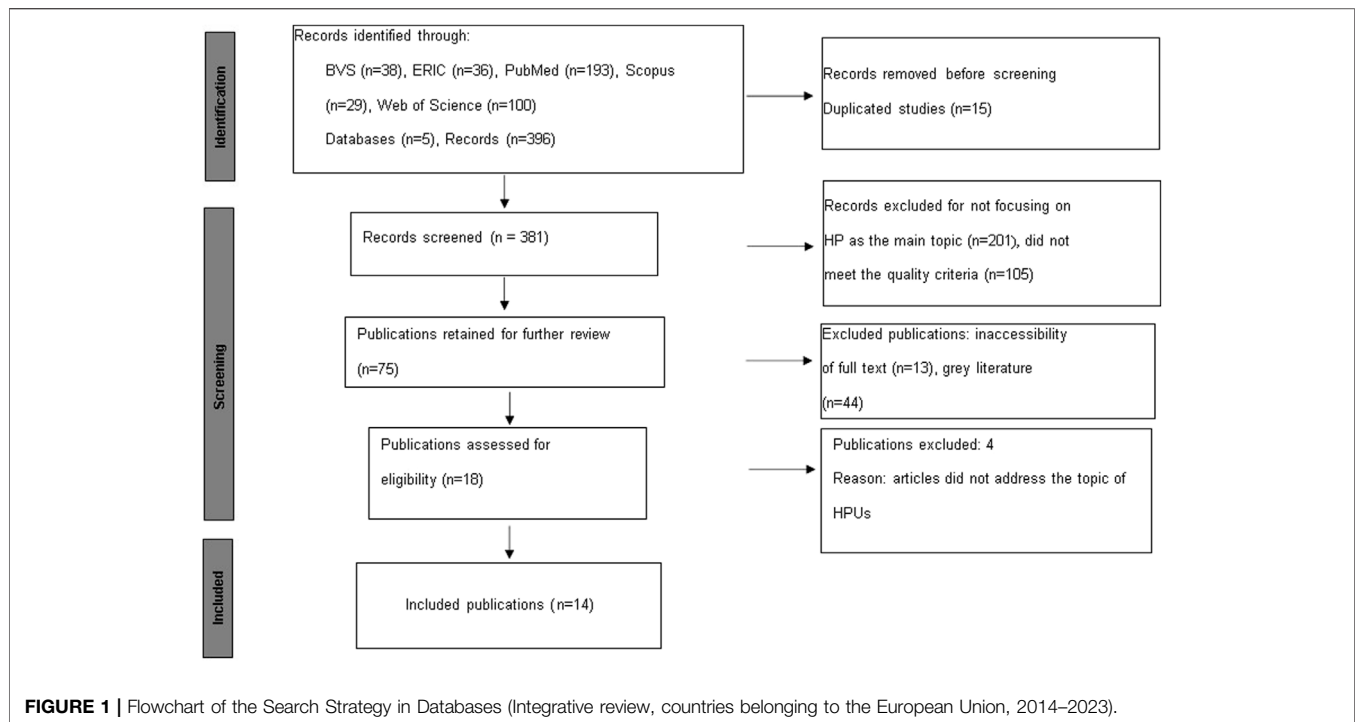 Identification
Records identified through:
BVS (n=38), ERIC (n=36), PubMed (n=193), Scopus
(n=29), Web of Science (n=100)
Databases (n=5), Records (n=396)
Records removed before screening
Duplicated studies (n=15)
Screening
Records screened (n = 381)
Records excluded for not focusing on
HP as the main topic (n=201), did not
meet the quality criteria (n=105)
Publications retained for further review
(n=75)
Excluded publications: inaccessibility
of full text (n=13), grey literature
(n=44)
Publications assessed for
eligibility (n=18)
Publications excluded: 4
Reason: articles did not address the topic of
HPUs
Included
Included publications (n=14)
FIGURE 1 | Flowchart of the Search Strategy in Databases (Integrative review, countries belonging to the European Union, 2014–2023).